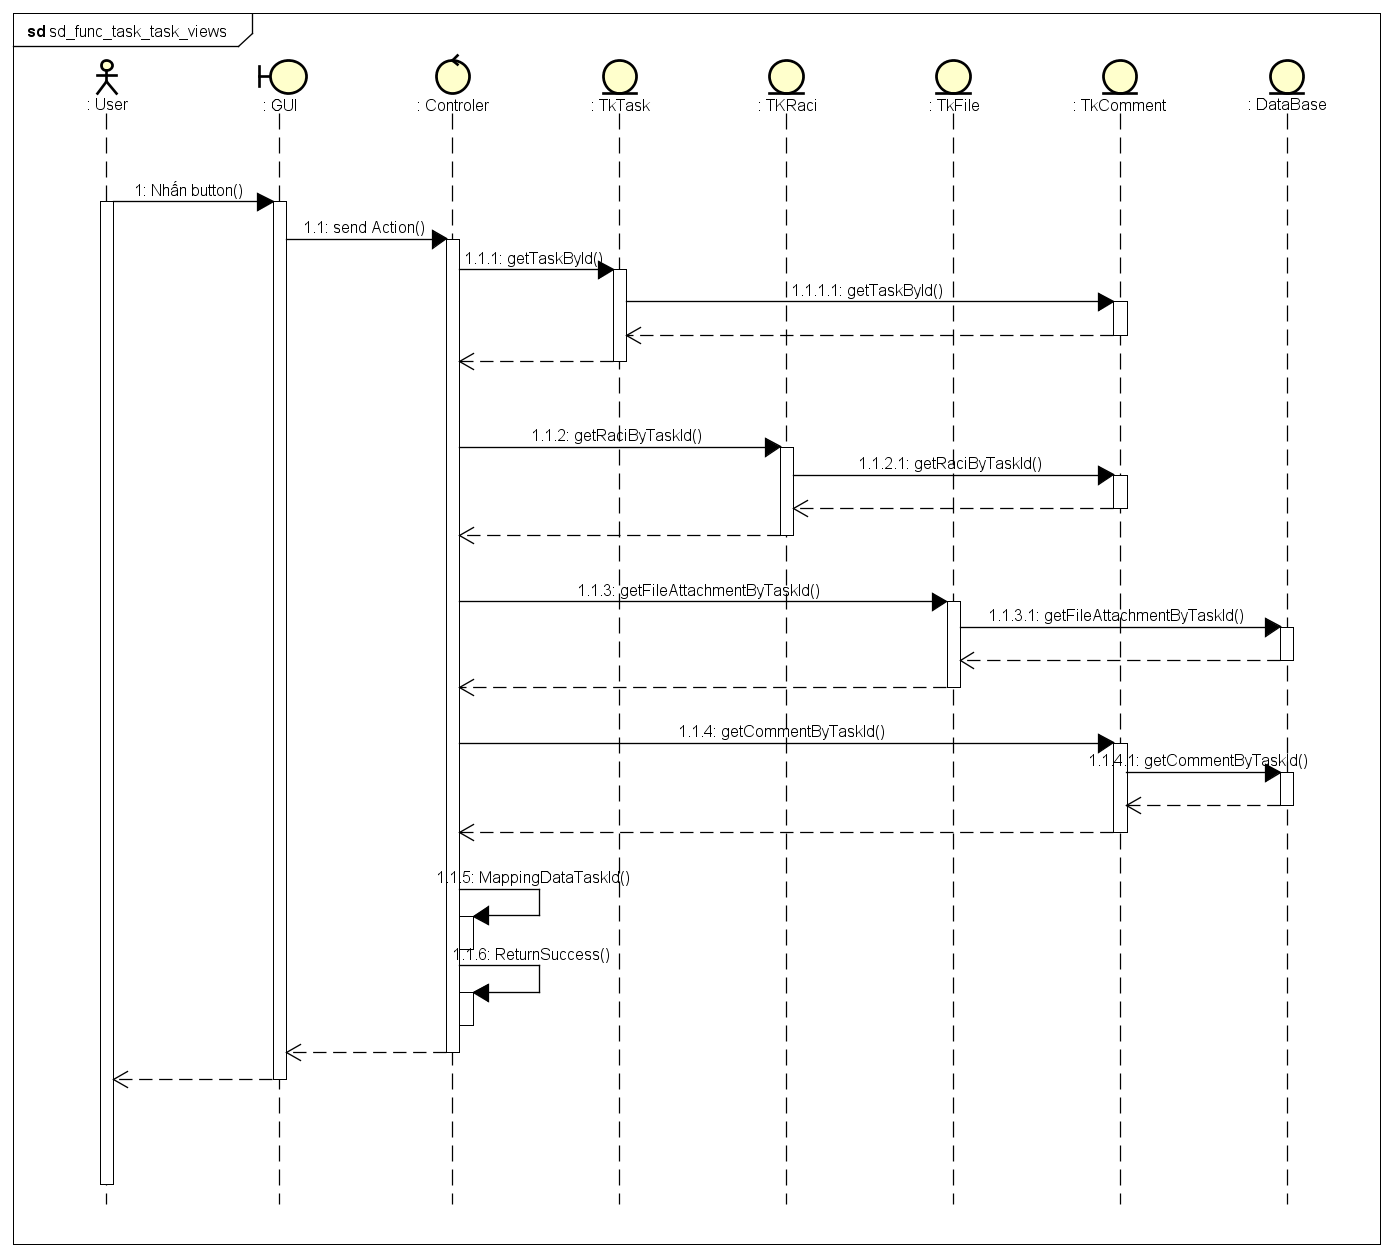 sd sd_func_task_task_views
: User
: GUI
: Controler
: TkTask
: TKRaci
: TkFile
: TkComment
: DataBase
1: Nhấn button()
1.1: send Action()
1.1.1: getTaskById()
1.1.1.1: getTaskById()
1.1.2: getRaciByTaskId()
1.1.2.1: getRaciByTaskId()
1.1.3: getFileAttachmentByTaskId()
1.1.3.1: getFileAttachmentByTaskId()
1.1.4: getCommentByTaskId()
1.1.4.1: getCommentByTaskId()
1.1.5: MappingDataTaskId()
1.1.6: ReturnSuccess()